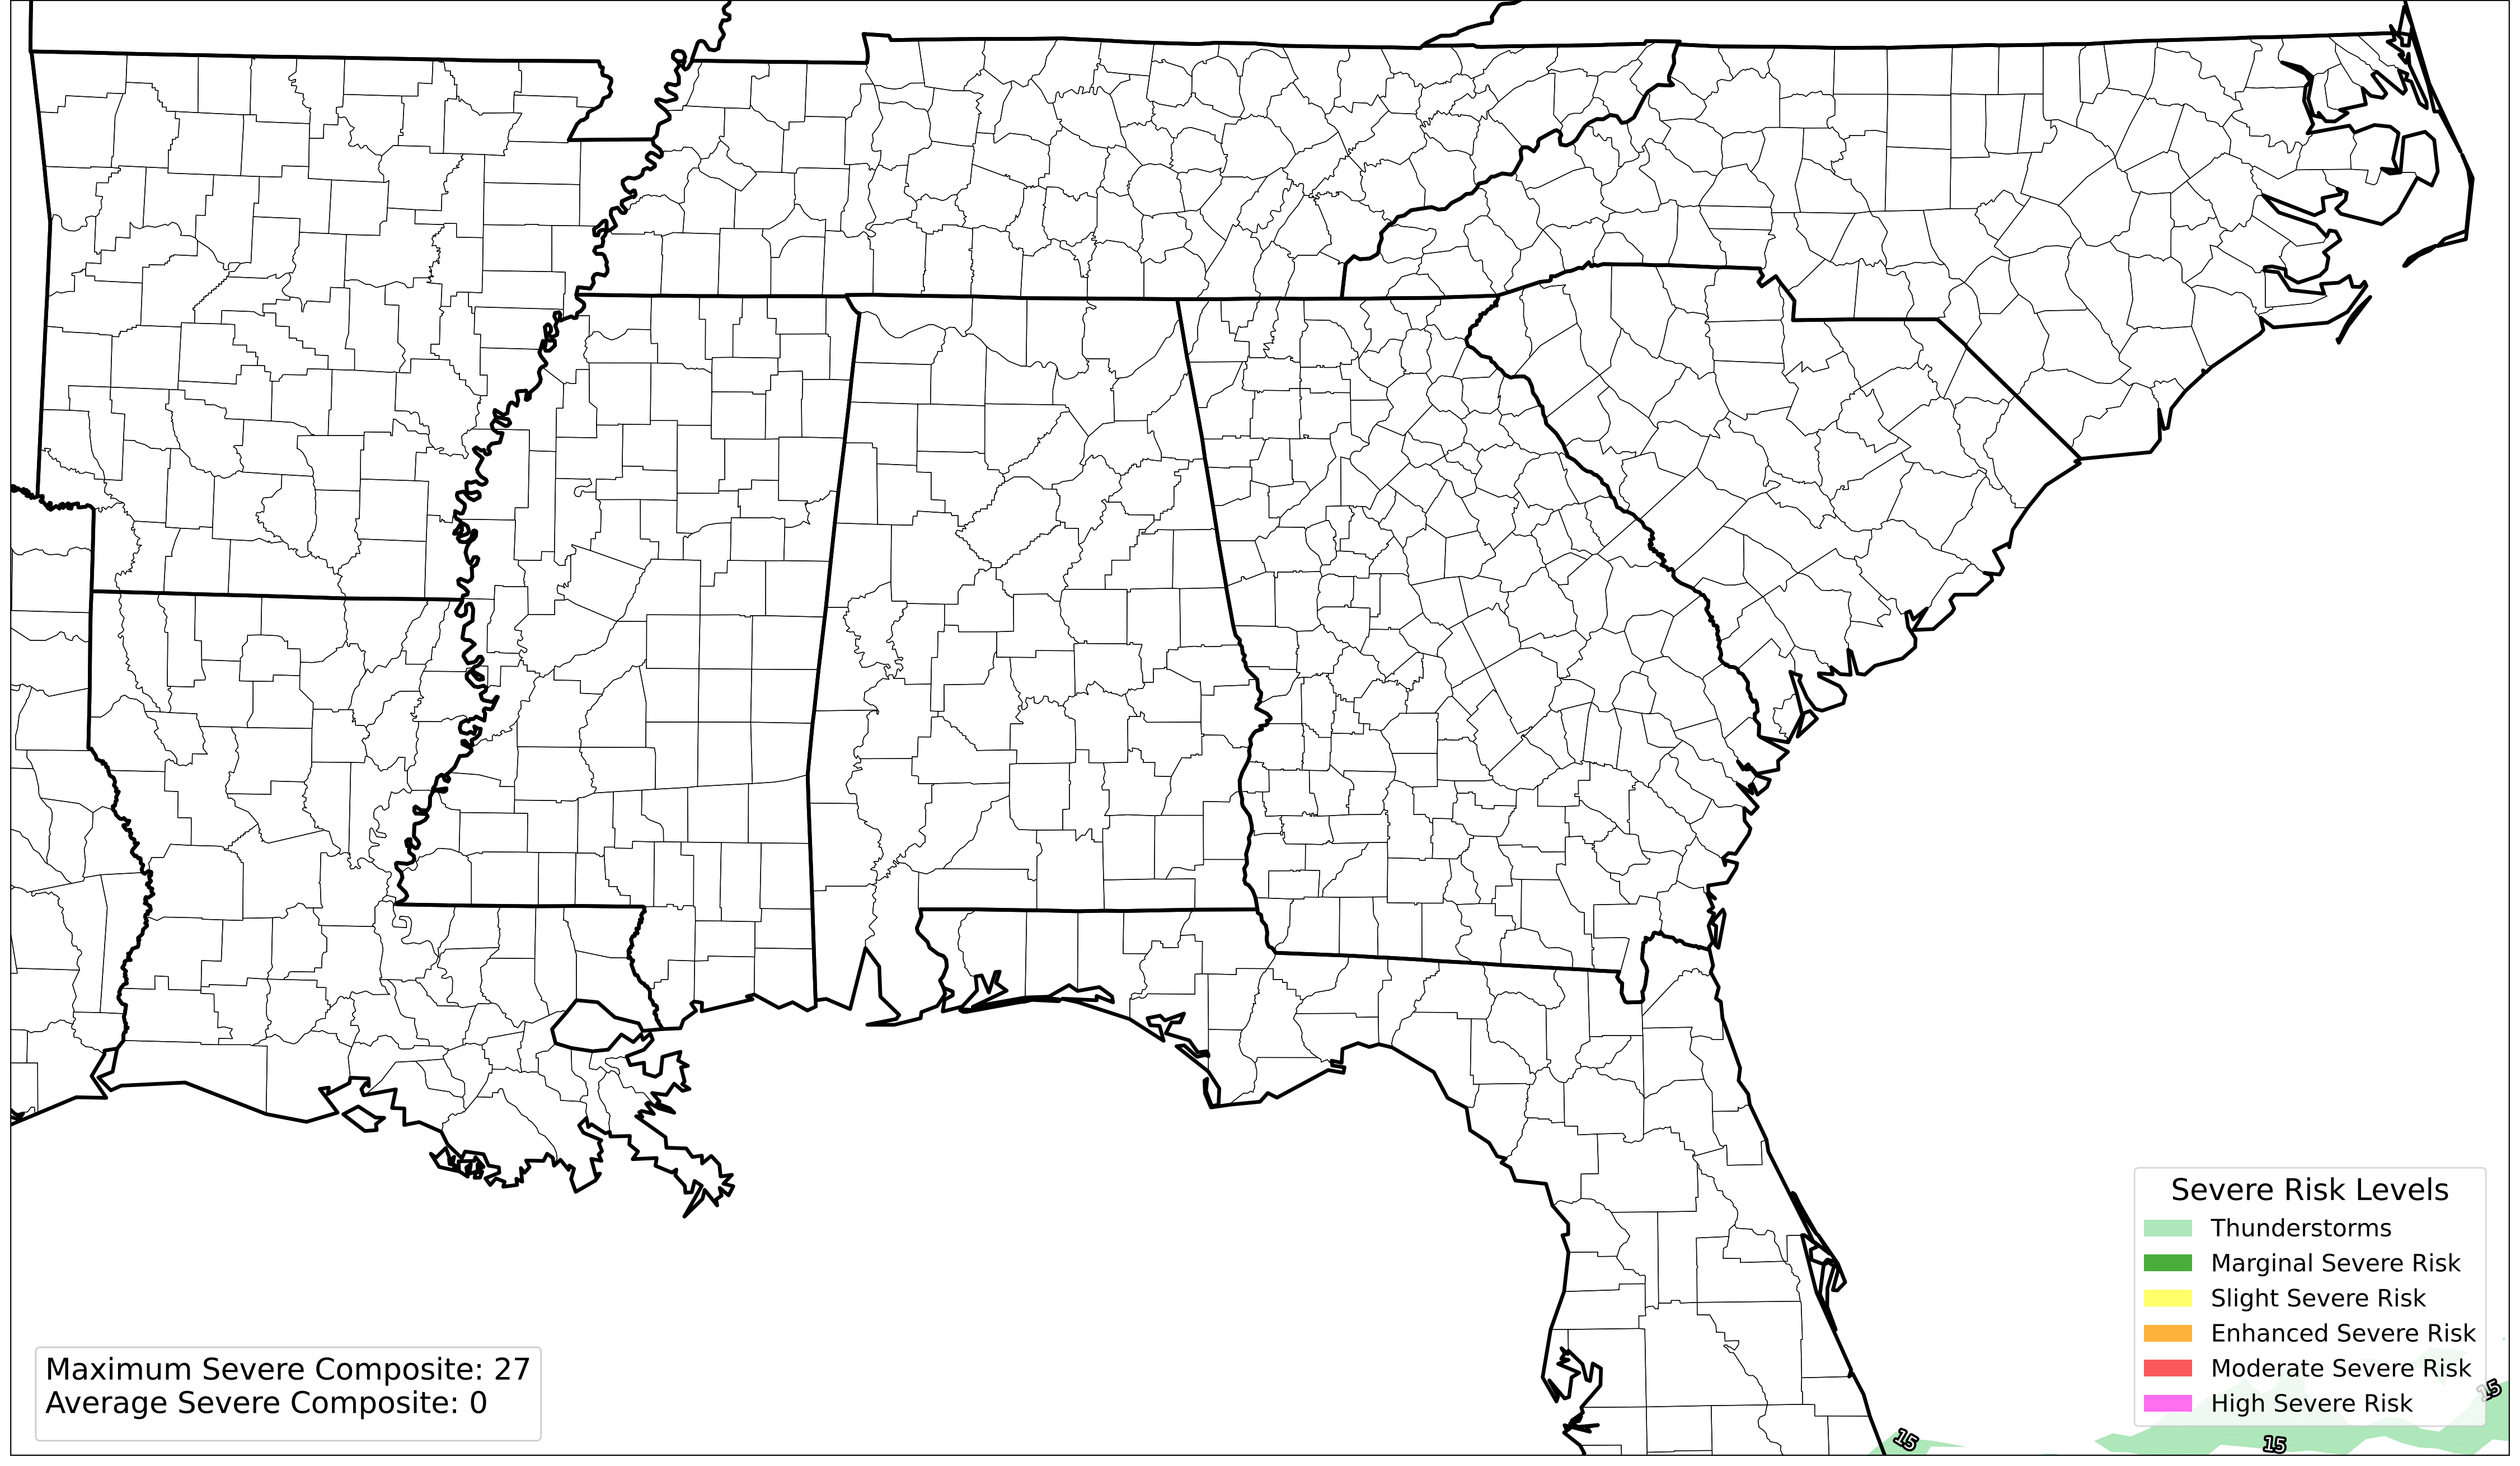 Severe Risk Levels
Thunderstorms
Marginal Severe Risk
Slight Severe Risk
Enhanced Severe Risk
Moderate Severe Risk
High Severe Risk
Maximum Severe Composite: 27
Average Severe Composite: 0
15
15
15